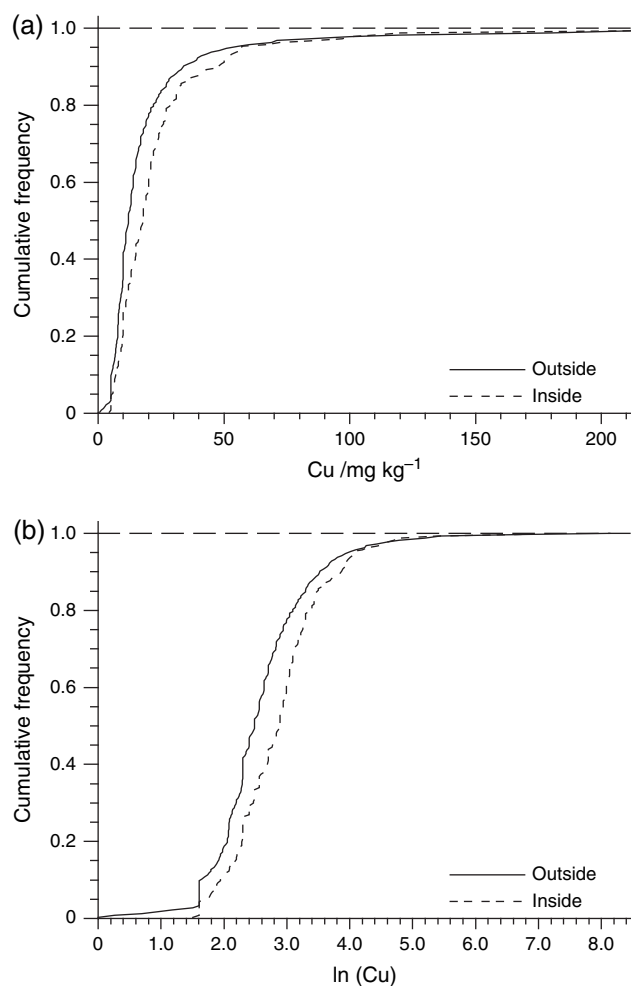 (a)
1.0
0.8
0.6
0.4
0.2
0
Cumulative frequency
Outside
Inside
0 50 100 150 200
Cu /mg kg⁻¹
(b)
1.0
0.8
0.6
0.4
0.2
0
Cumulative frequency
Outside
Inside
0 1.0 2.0 3.0 4.0 5.0 6.0 7.0 8.0
ln (Cu)